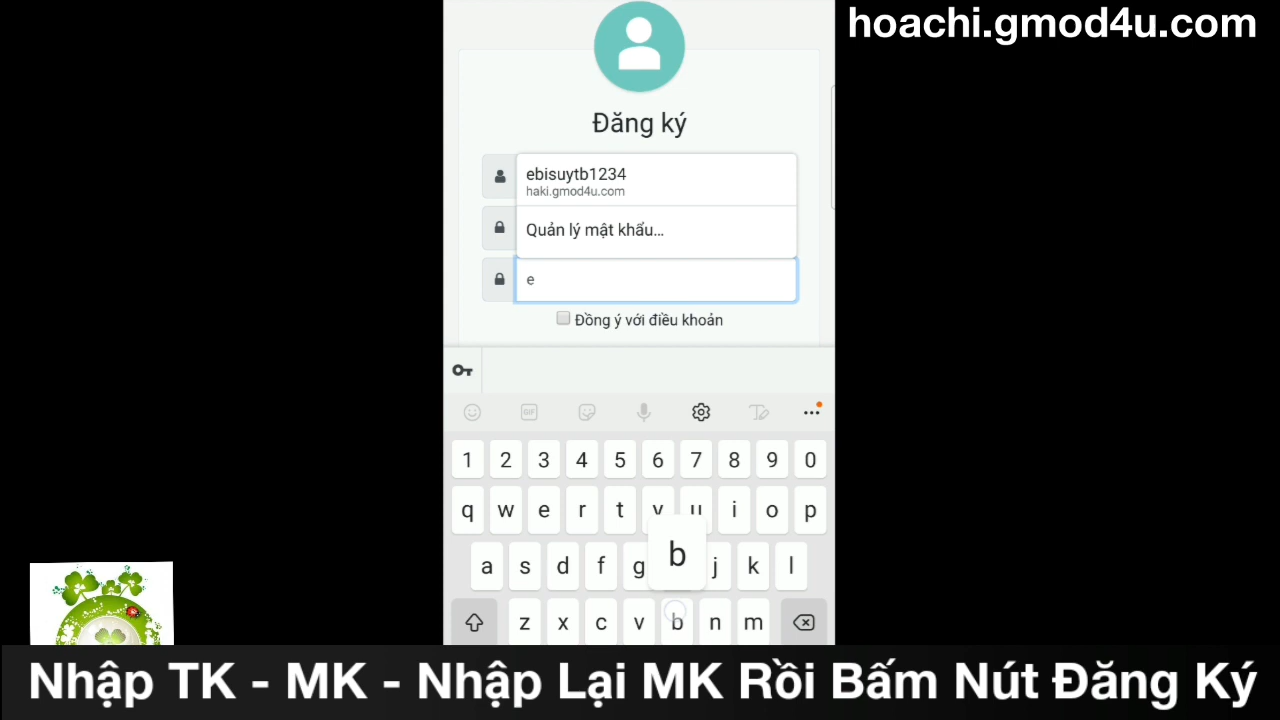 hoachi.gmod4u.com
Đăng ký
ebisuytb1234
haki.gmod4u.com
Quản lý mật khẩu...
e
Đồng ý với điều khoản
GIF
1 2 3 4 5 6 7 8 9 0
q w e r t y u i o p
a s d f g b j k l
z x c v b n m
Nhập TK - MK - Nhập Lại MK Rồi Bấm Nút Đăng Ký